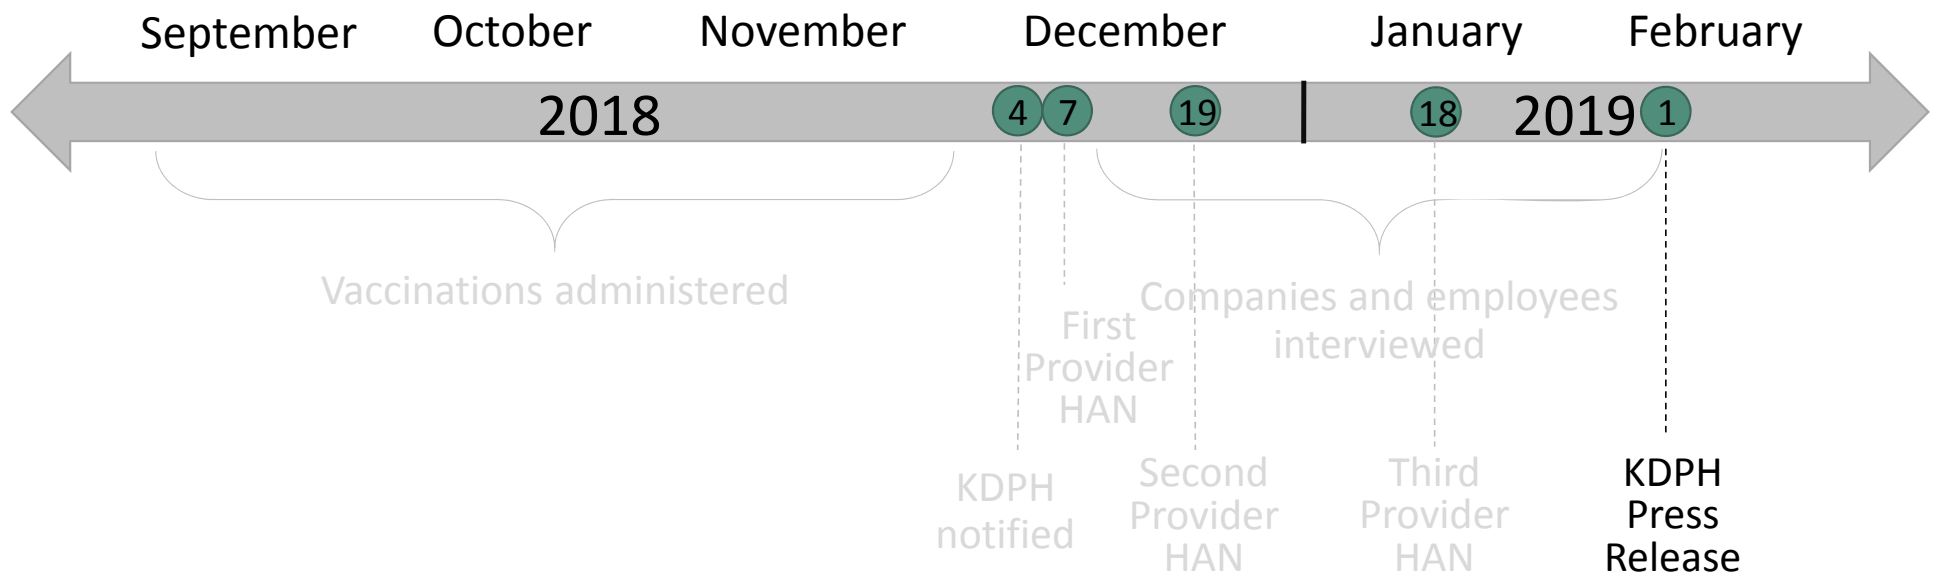 September October November December January February
2018 4 7 19 18 2019 1
Vaccinations administered
Companies and employees
interviewed
First
Provider
HAN
KDPH
notified
Second
Provider
HAN
Third
Provider
HAN
KDPH
Press
Release